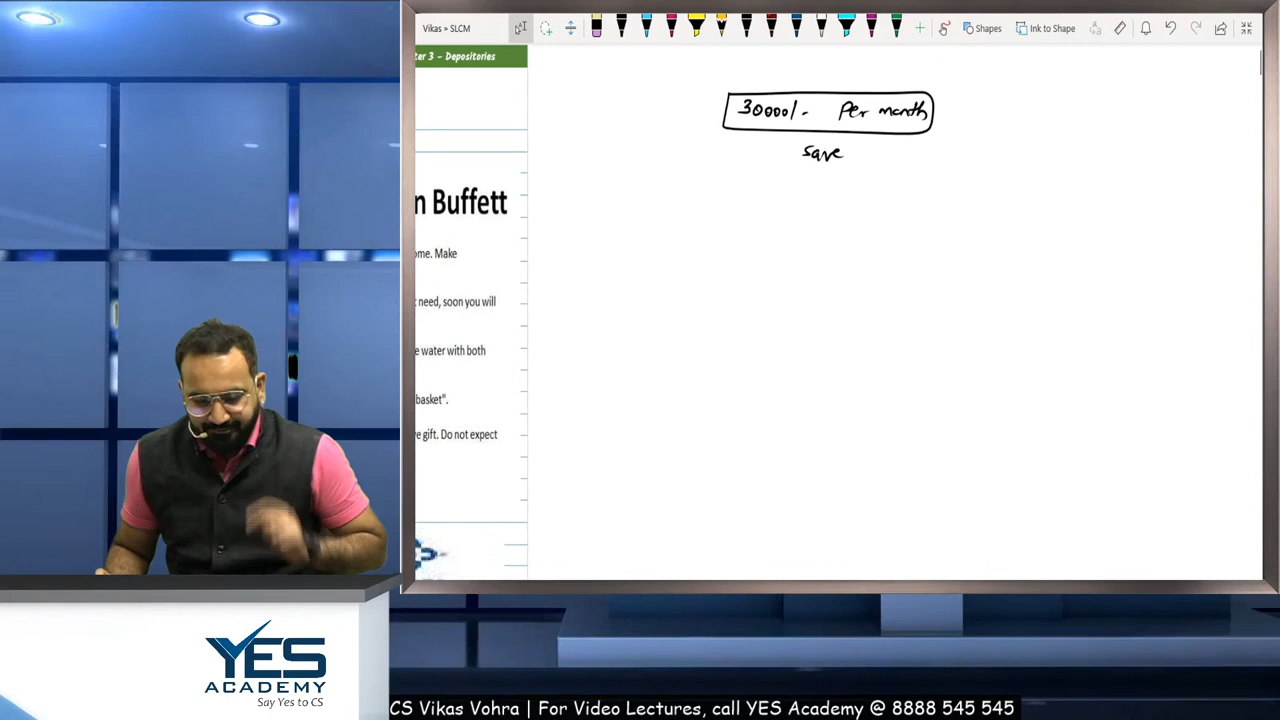 Vikas » SLCM
Shapes
Ink to Shape
ter 3 – Depositories
30000/- Per month
save
n Buffett
ome. Make
t need, soon you will
e water with both
basket".
ve gift. Do not expect
YES
ACADEMY
Say Yes to CS
CS Vikas Vohra | For Video Lectures, call YES Academy @ 8888 545 545